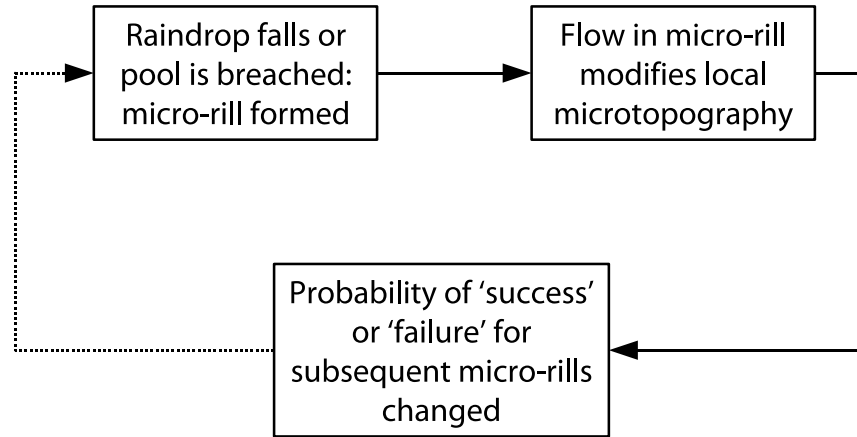 Raindrop falls or
pool is breached:
micro-rill formed
Flow in micro-rill
modifies local
microtopography
Probability of ‘success’
or ‘failure’ for
subsequent micro-rills
changed